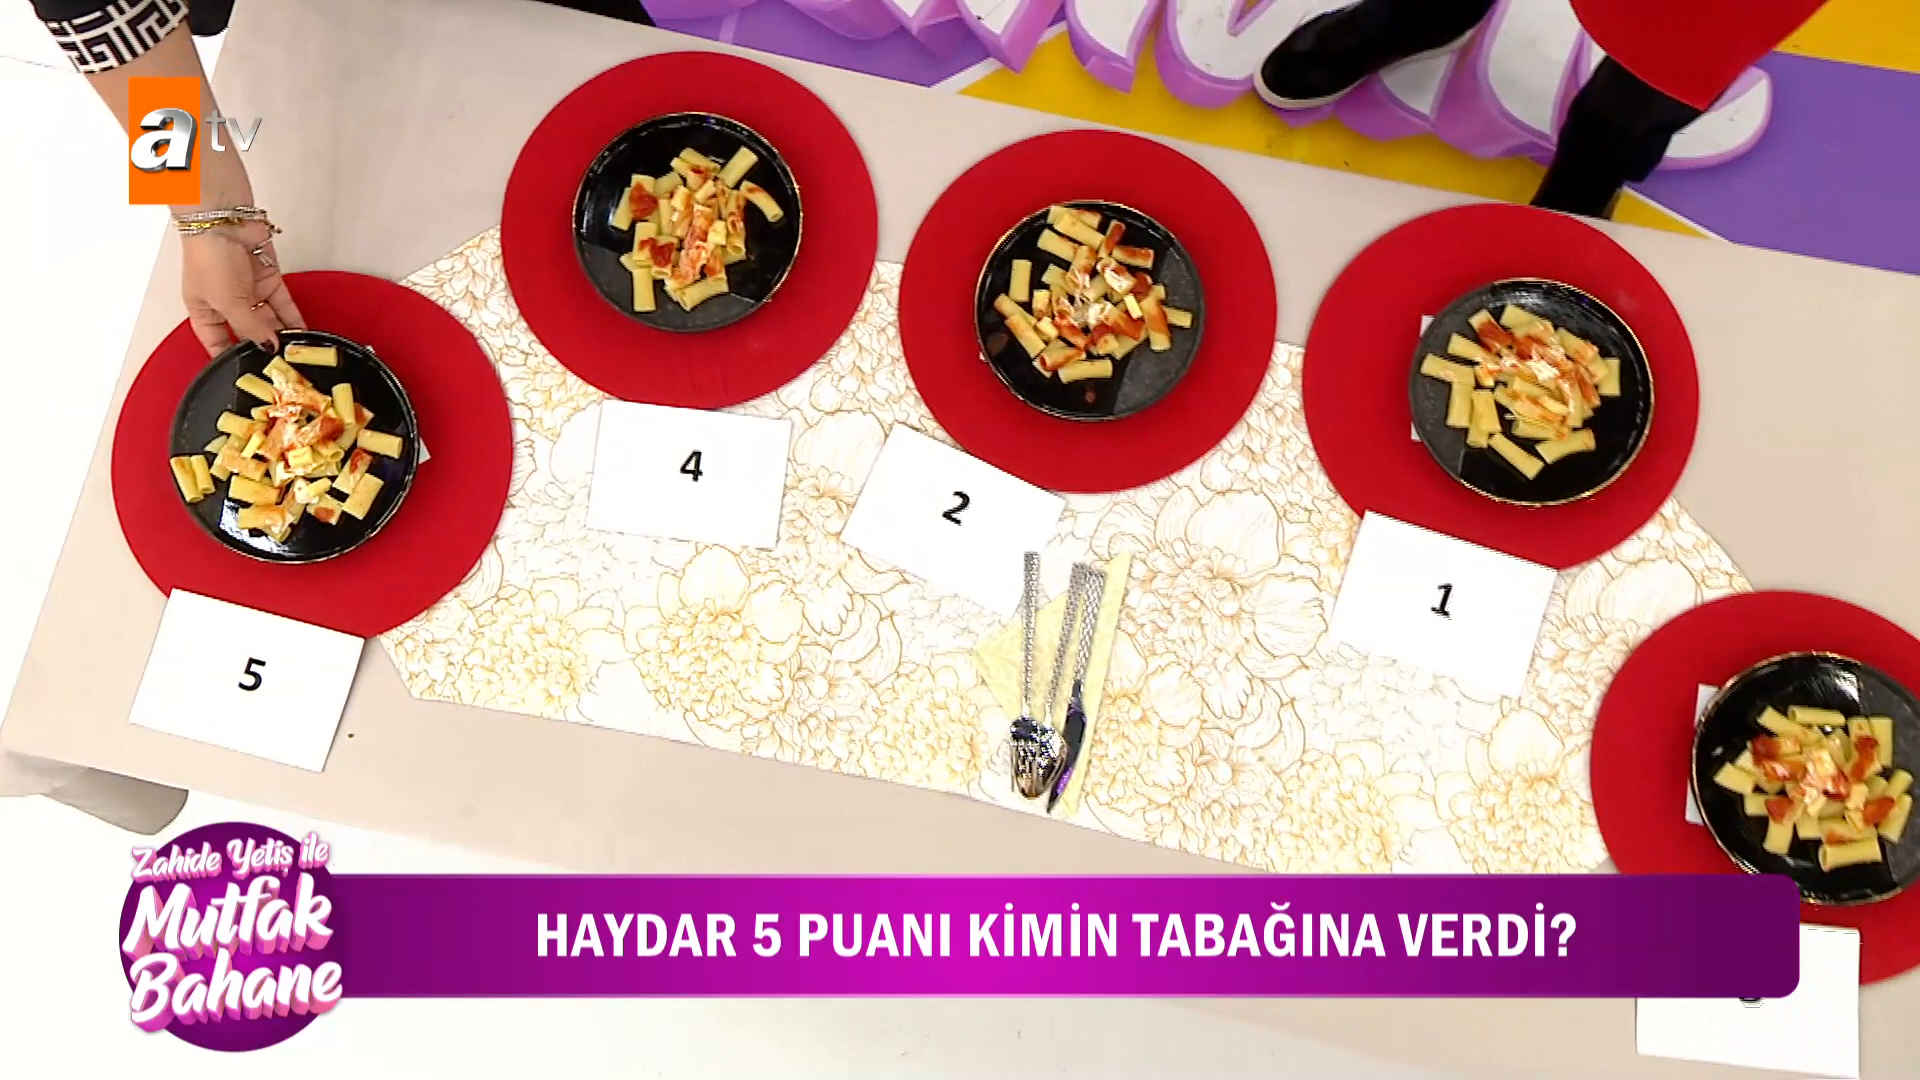 atv
4
2
1
5
Zahide Yetiş ile
Mutfak
Bahane
HAYDAR 5 PUANI KİMİN TABAĞINA VERDİ?